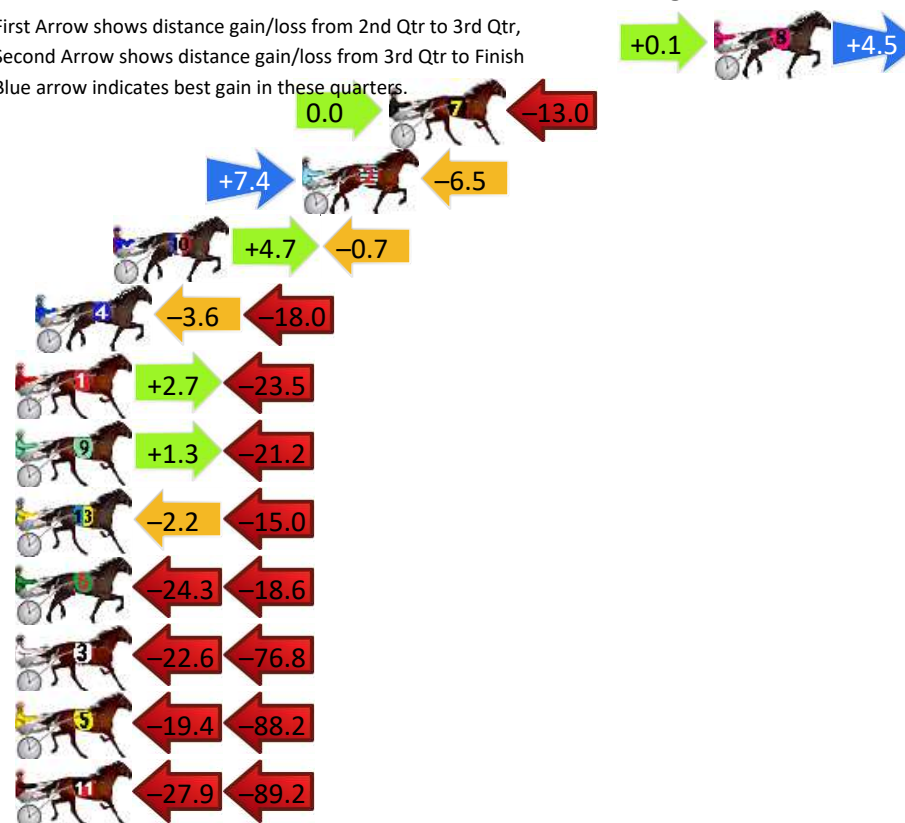 First Arrow shows distance gain/loss from 2nd Qtr to 3rd Qtr,
Second Arrow shows distance gain/loss from 3rd Qtr to Finish
Blue arrow indicates best gain in these quarters.
+0.1 8 +4.5
0.0 7 −13.0
+7.4 2 −6.5
10 +4.7 −0.7
4 −3.6 −18.0
1 +2.7 −23.5
9 +1.3 −21.2
13 −2.2 −15.0
6 −24.3 −18.6
3 −22.6 −76.8
5 −19.4 −88.2
11 −27.9 −89.2